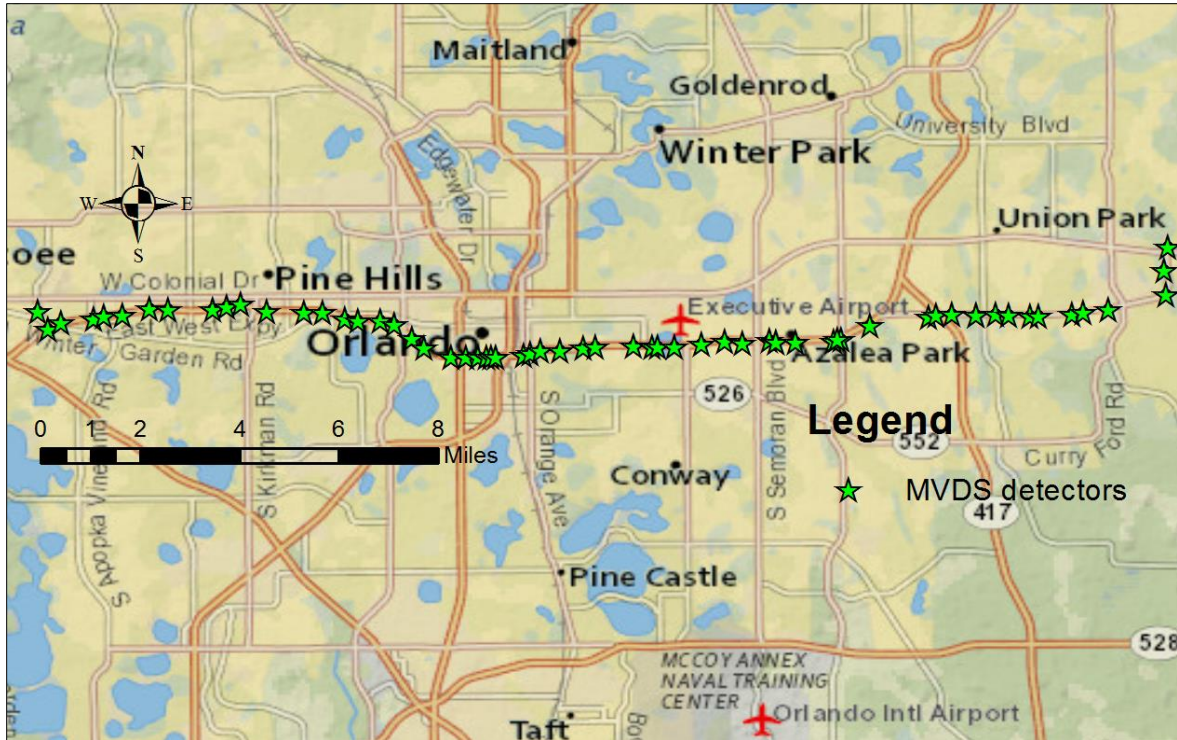 a
Maitland
Goldenrod
University Blvd
Edgewater Dr
Winter Park
N
W E
S
Union Park
oee
W Colonial Dr
Pine Hills
East West Expy
Executive Airport
Orlando
Winter Garden Rd
Azalea Park
526
Legend
552
0 1 2 4 6 8
Miles
S Apopka Vineland Rd
S Kirkman Rd
S Orange Ave
S Semoran Blvd
Curry Ford Rd
Conway
MVDS detectors
417
Pine Castle
528
MCCOY ANNEX
NAVAL TRAINING
CENTER
Orlando Intl Airport
Taft